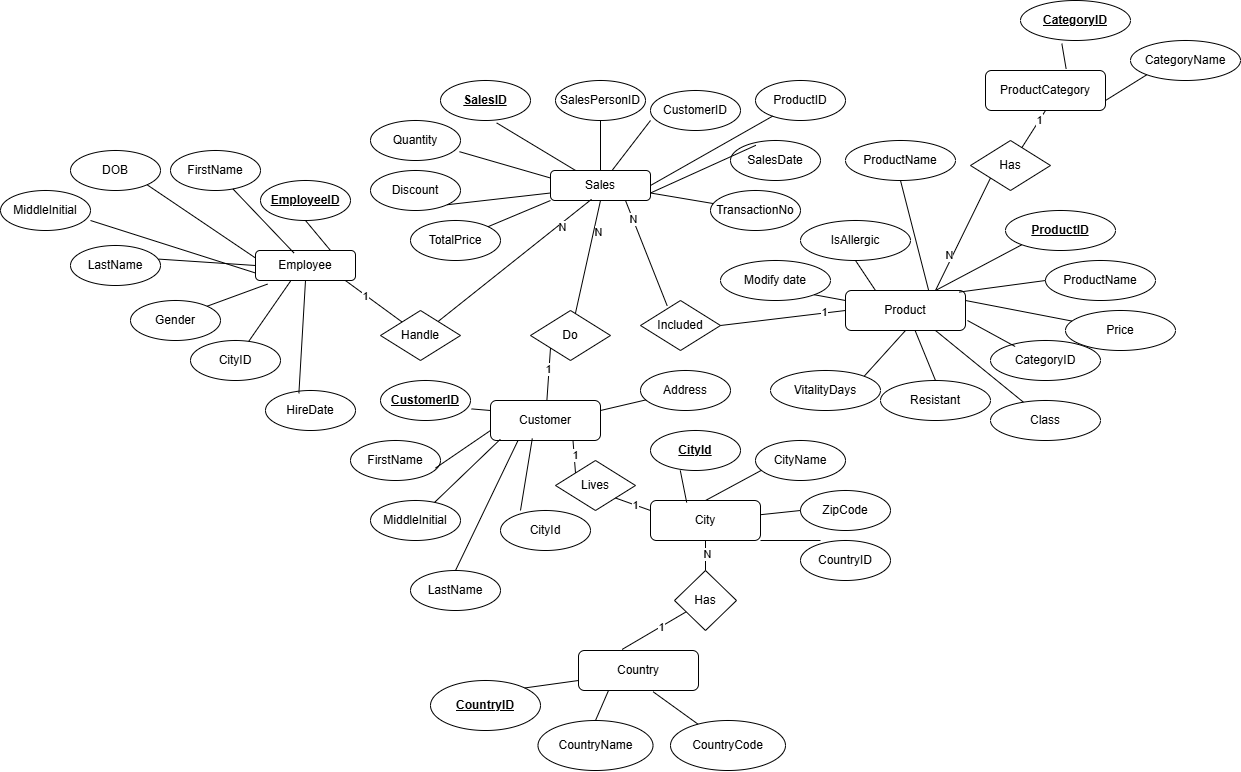 CategoryID
CategoryName
ProductCategory
1
Has
N
SalesID
SalesPersonID
CustomerID
ProductID
Quantity
SalesDate
Discount
Sales
TransactionNo
TotalPrice
N
N
N
DOB
FirstName
EmployeeID
MiddleInitial
LastName
Employee
Gender
CityID
HireDate
1
Handle
Do
Included
1
1
ProductName
IsAllergic
ProductID
Modify date
ProductName
Product
Price
CategoryID
VitalityDays
Resistant
Class
CustomerID
Address
Customer
FirstName
MiddleInitial
LastName
CityId
1
Lives
1
CityId
CityName
ZipCode
City
CountryID
N
Has
1
Country
CountryID
CountryName
CountryCode